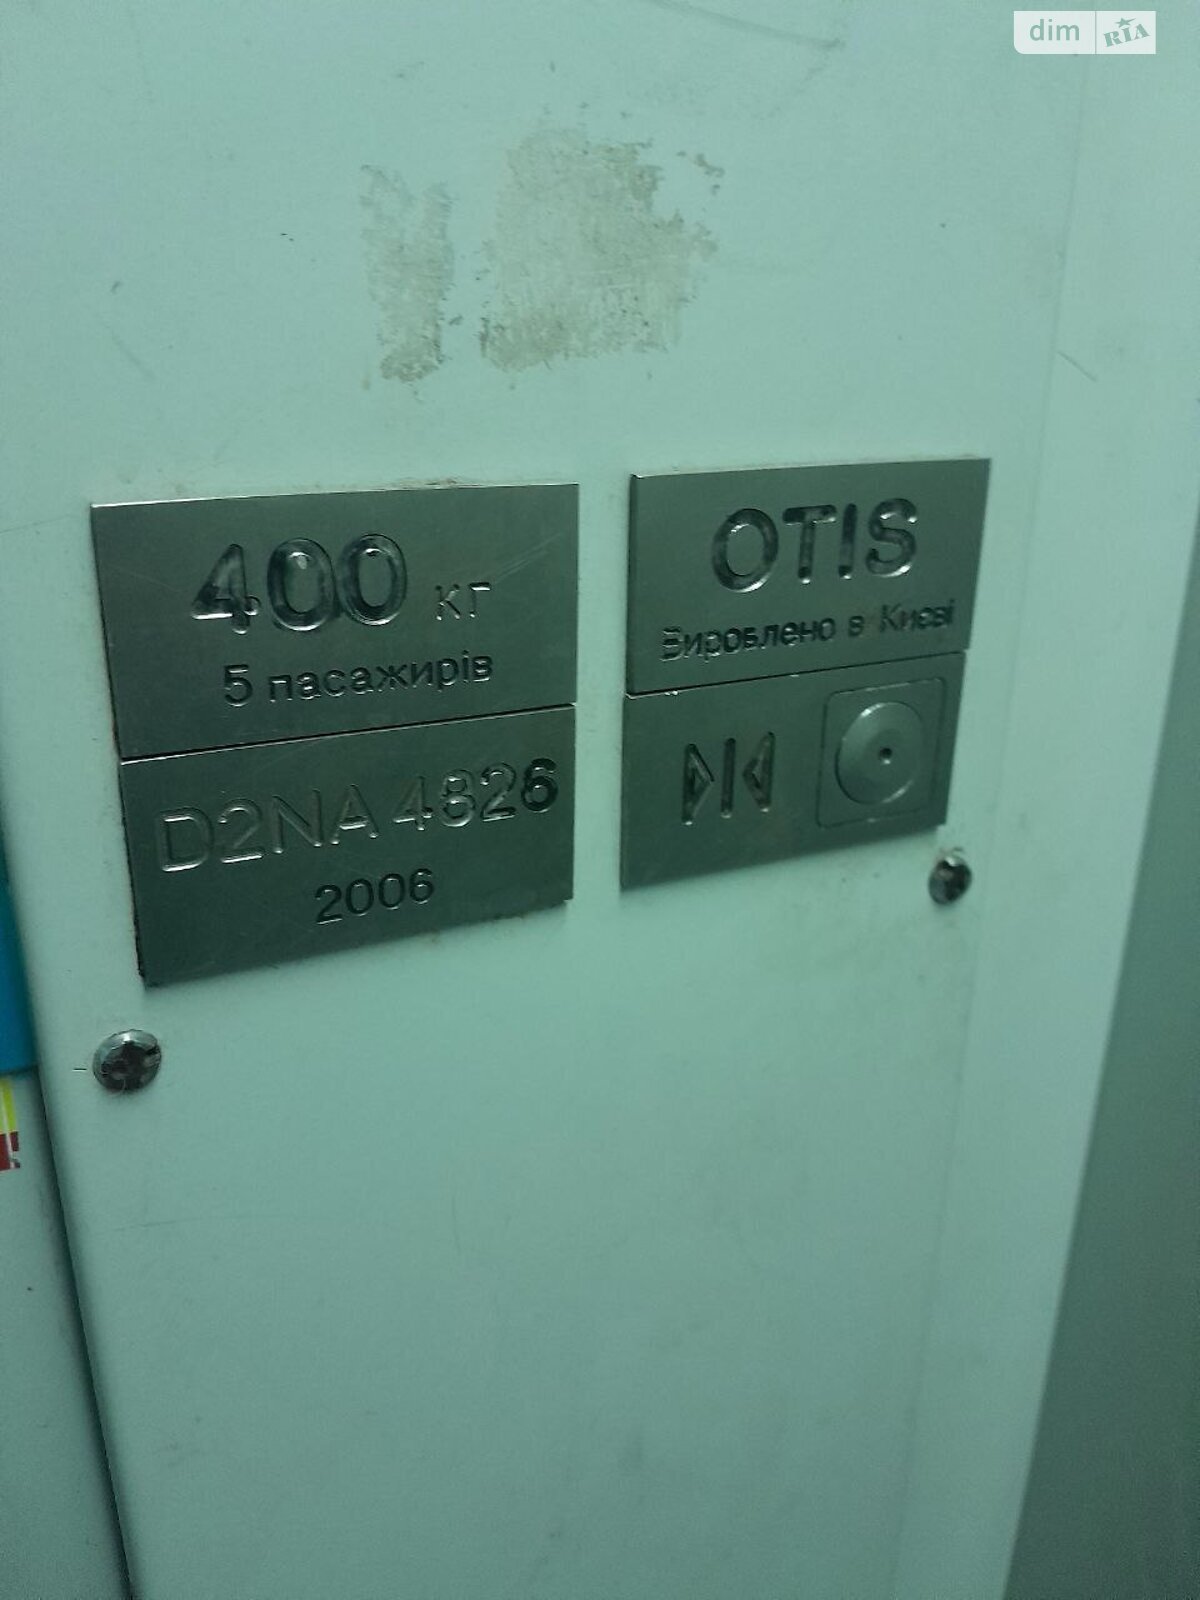 dim RIA
400 кг
5 пасажирів
D2NA 4826
2006
OTIS
Вироблено в Києві